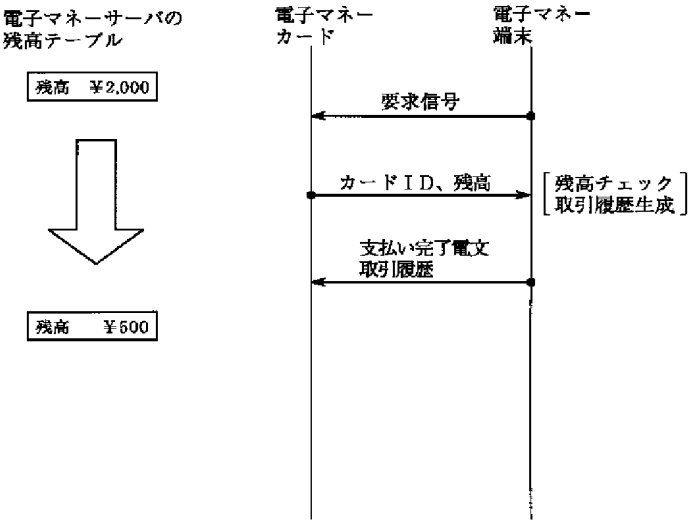 電子マネーサーバの
残高テーブル
残高 ¥2,000
残高 ¥500
電子マネー
カード
電子マネー
端末
要求信号
カードID、残高
残高チェック
取引履歴生成
支払い完了電文
取引履歴